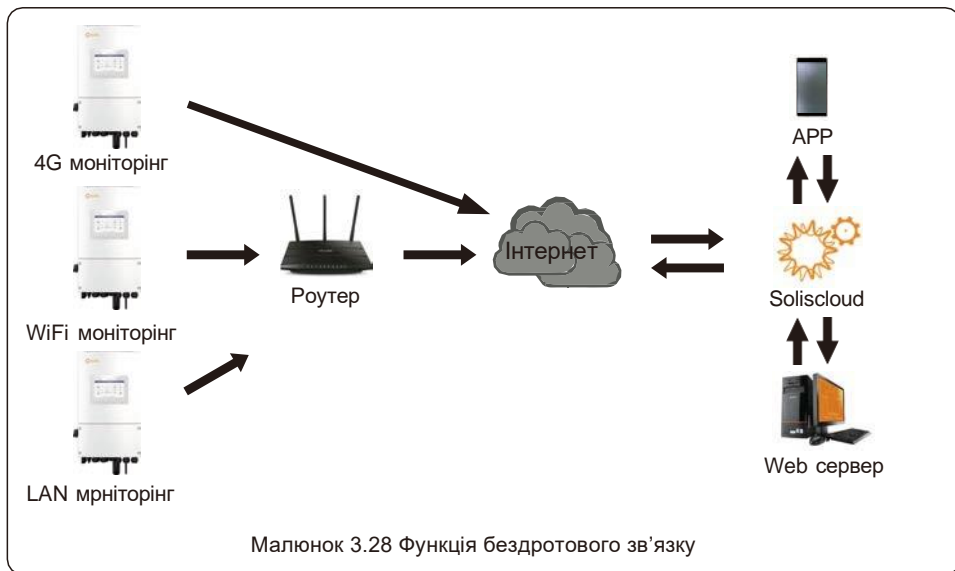 4G моніторінг
WiFi моніторінг
LAN мрніторінг
Роутер
Інтернет
APP
Soliscloud
Web сервер
Малюнок 3.28 Функція бездротового зв’язку